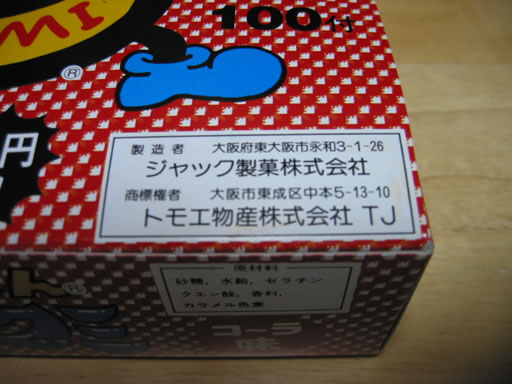 100付
IMI
®
円
製造者 大阪府東大阪市永和3-1-26
ジャック製菓株式会社
商標権者 大阪市東成区中本5-13-10
トモエ物産株式会社 TJ
原材料
砂糖, 水飴, ゼラチン
クエン酸, 香料,
カラメル色素
ん®
コーラ
味